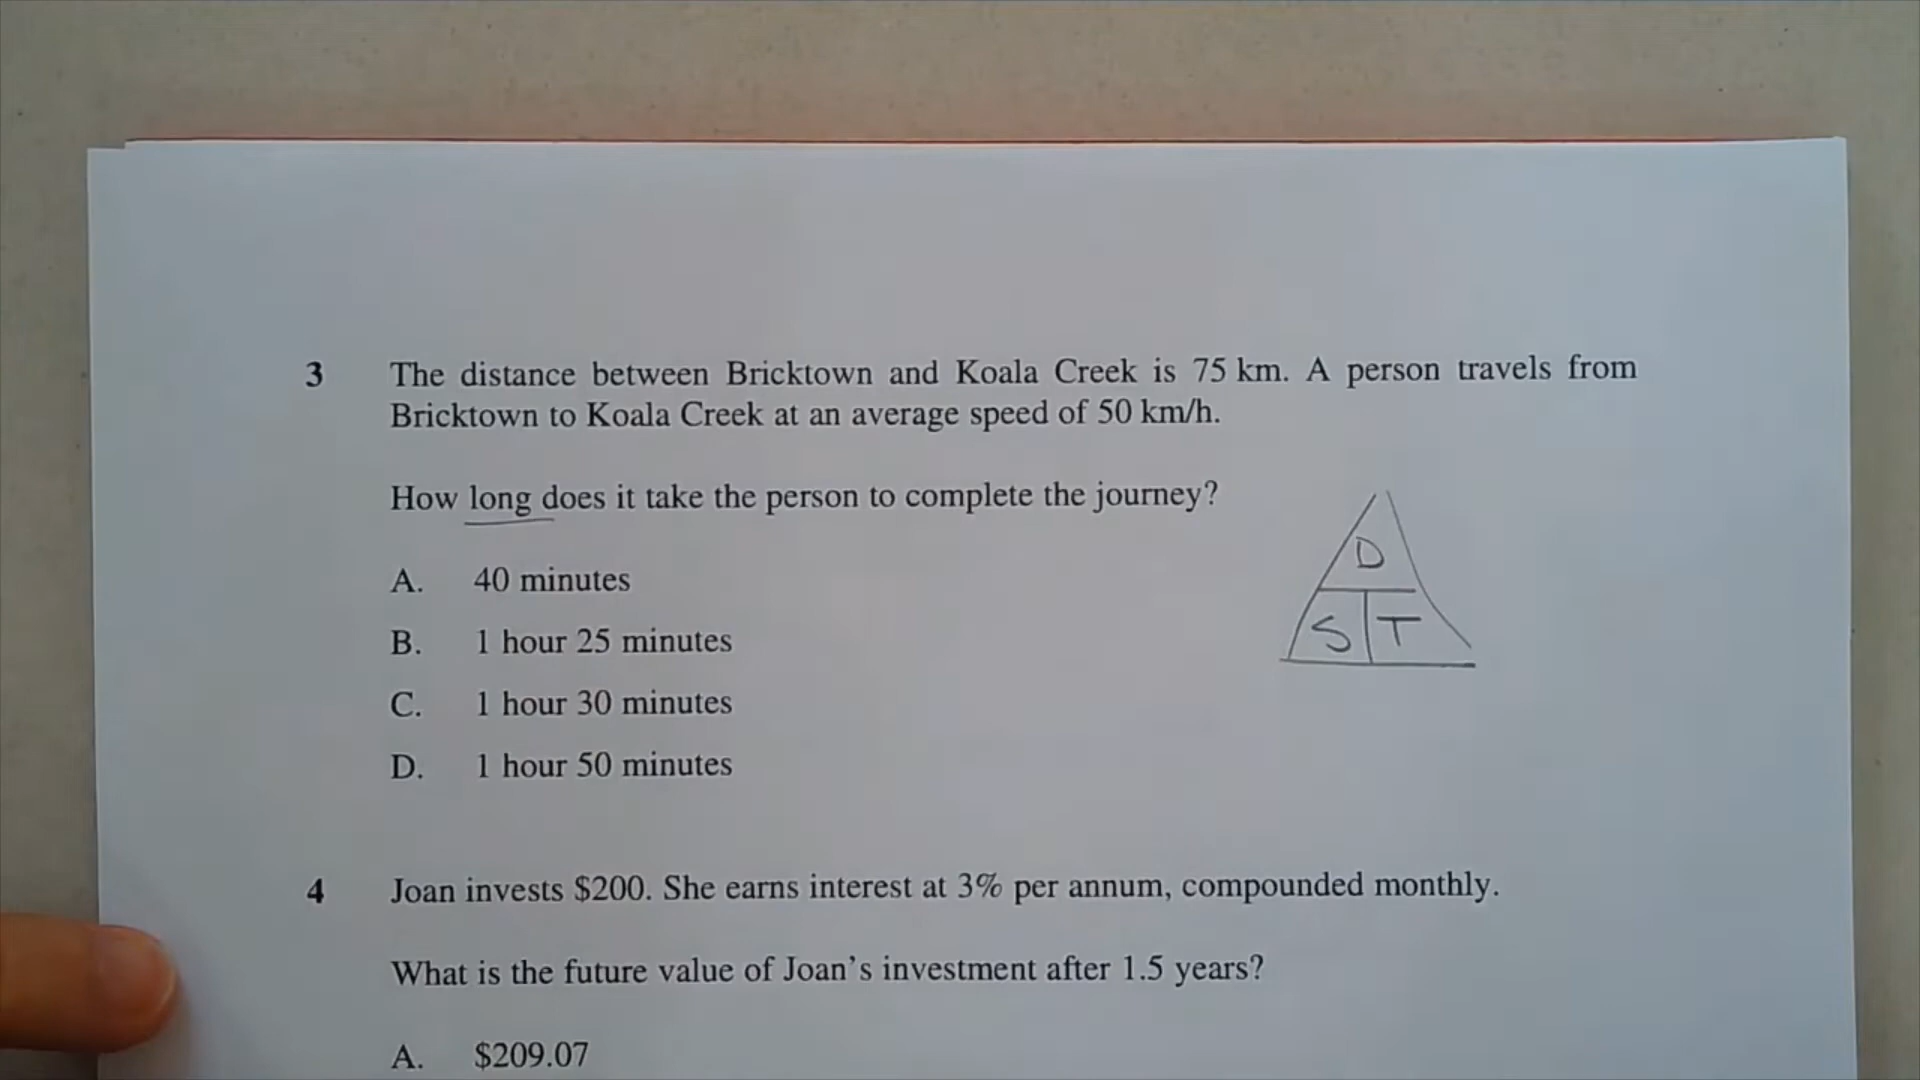 3 The distance between Bricktown and Koala Creek is 75 km. A person travels from
Bricktown to Koala Creek at an average speed of 50 km/h.
How long does it take the person to complete the journey?
D
S T
A. 40 minutes
B. 1 hour 25 minutes
C. 1 hour 30 minutes
D. 1 hour 50 minutes
4 Joan invests $200. She earns interest at 3% per annum, compounded monthly.
What is the future value of Joan's investment after 1.5 years?
A. $209.07